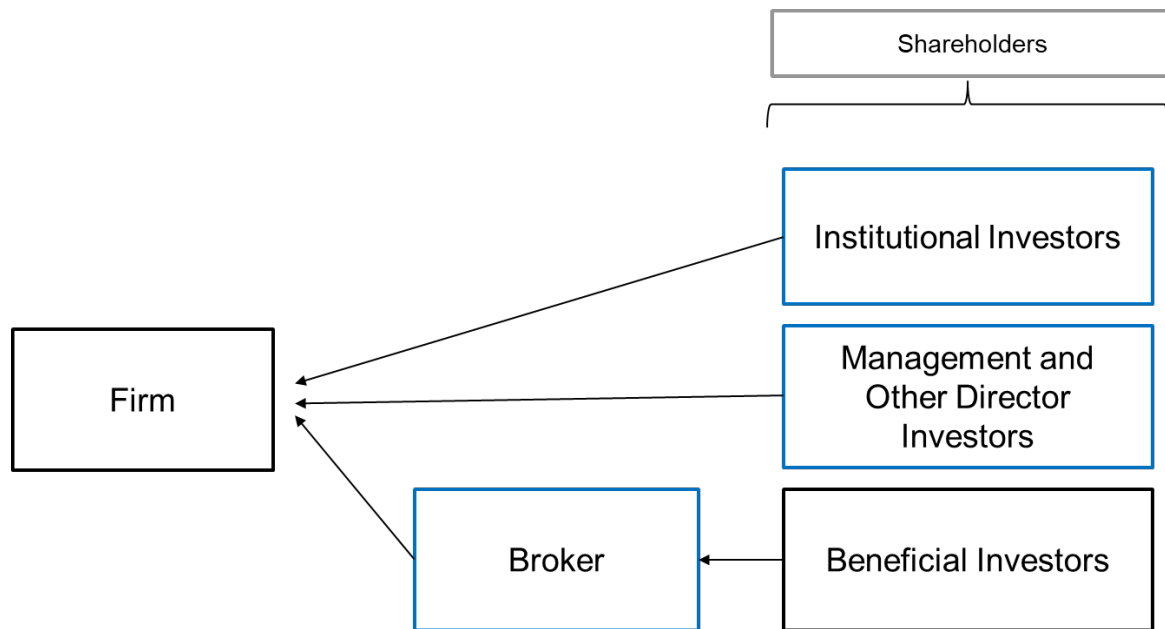 Shareholders
Institutional Investors
Management and
Other Director
Investors
Firm
Broker
Beneficial Investors